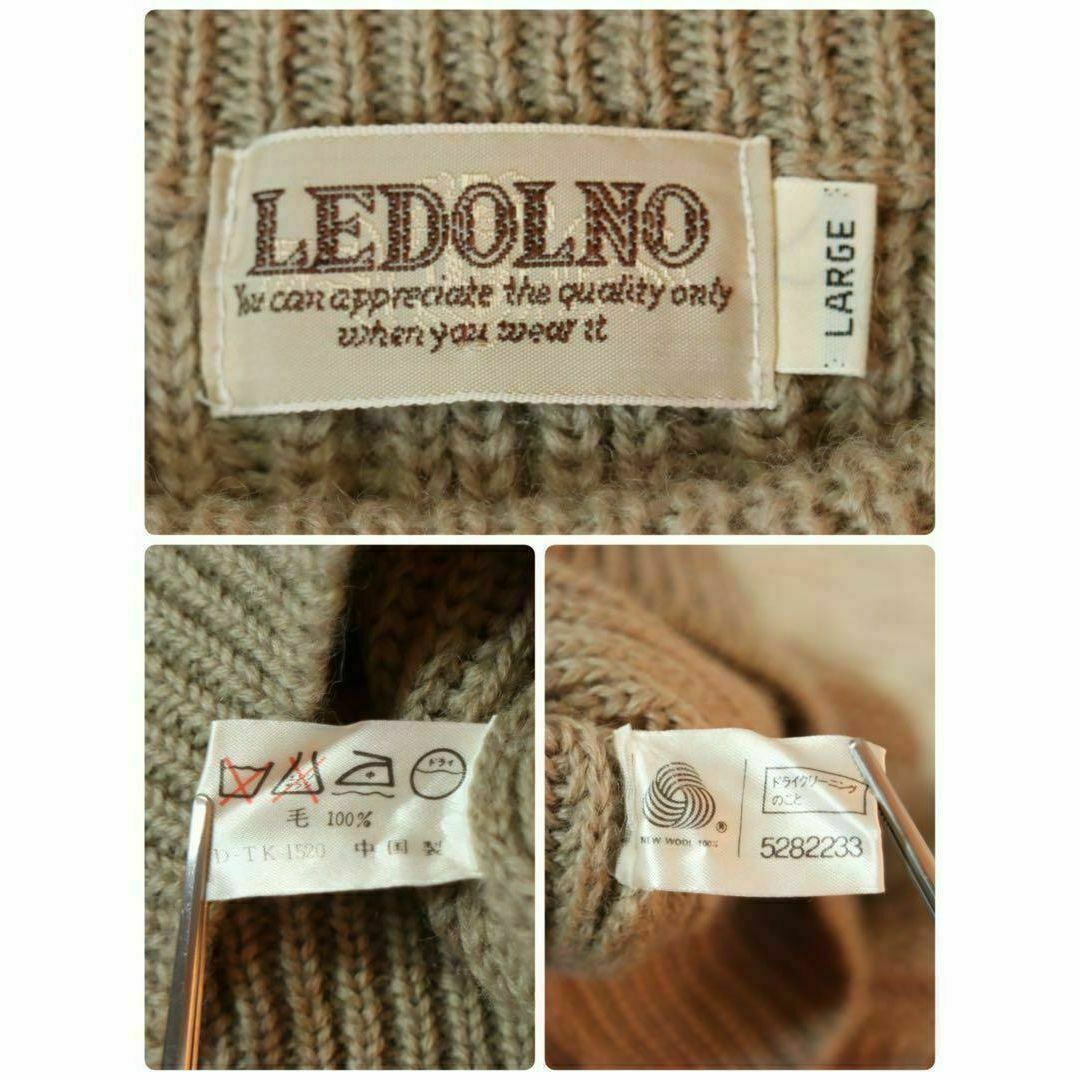 LEDOLNO
You can appreciate the quality only
when you wear it
LARGE
ドライ
毛 100%
D-TK 1520 中国製
®
NEW WOOL 100%
ドライクリーニング
のこと
5282233